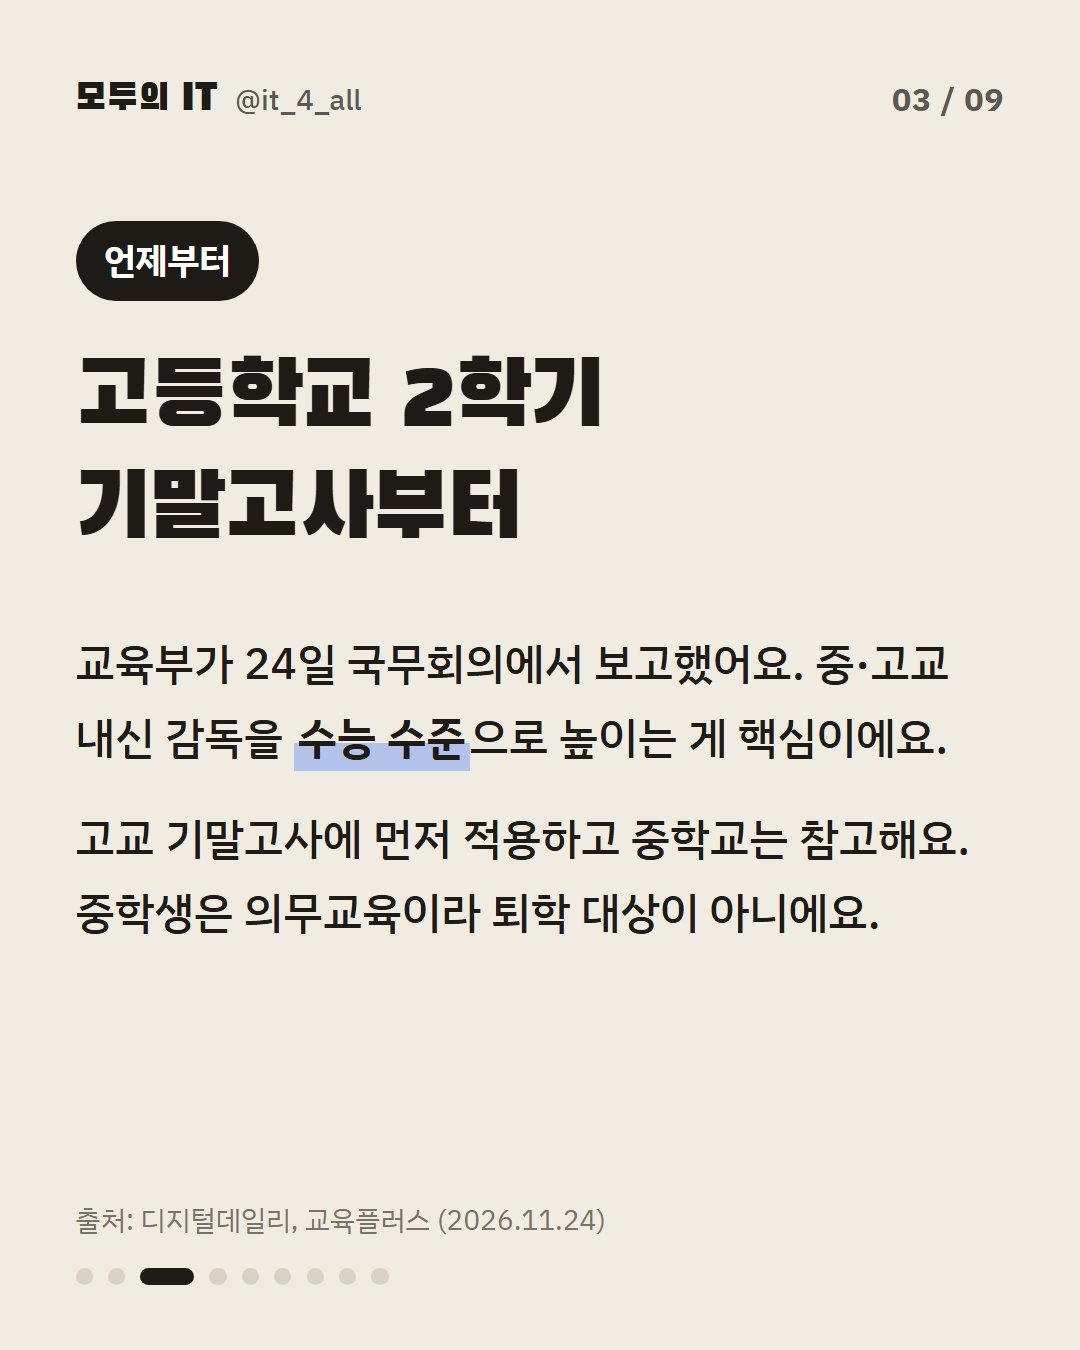 모두의 IT @it_4_all 03 / 09
언제부터
고등학교 2학기
기말고사부터
교육부가 24일 국무회의에서 보고했어요. 중·고교
내신 감독을 수능 수준으로 높이는 게 핵심이에요.
고교 기말고사에 먼저 적용하고 중학교는 참고해요.
중학생은 의무교육이라 퇴학 대상이 아니에요.
출처: 디지털데일리, 교육플러스 (2026.11.24)